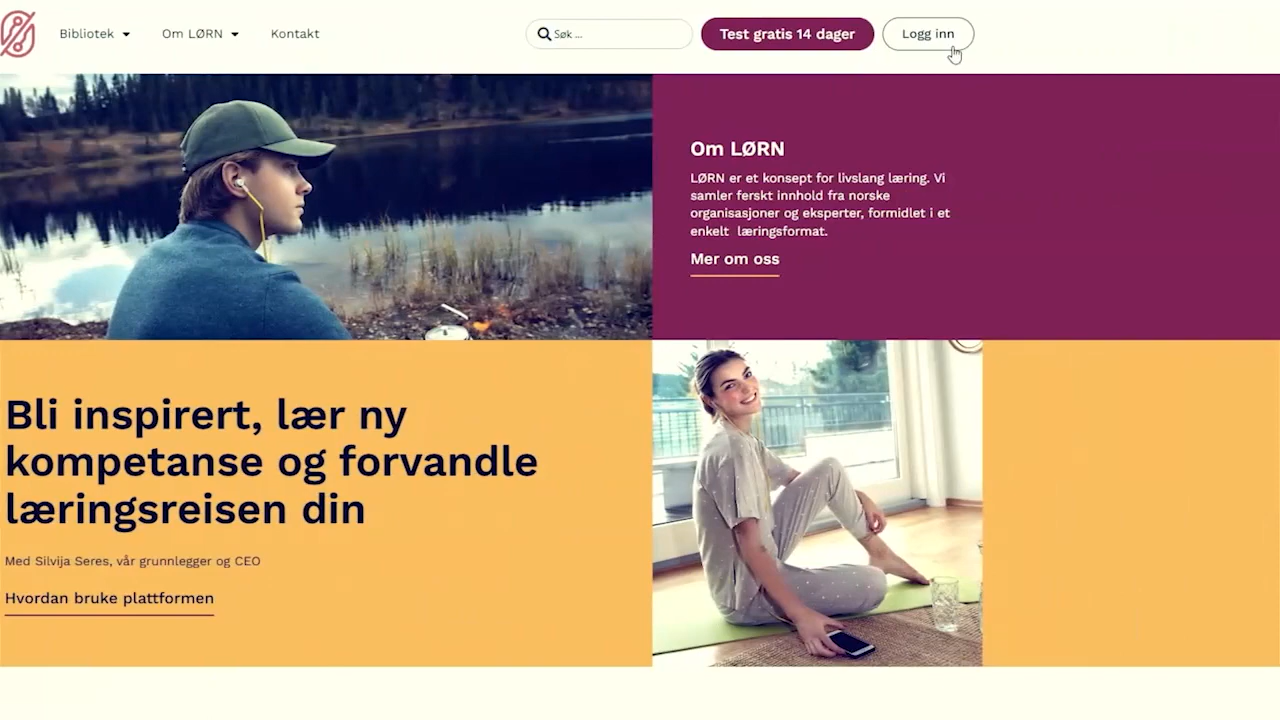 Bibliotek
Om LØRN
Kontakt
Søk ...
Test gratis 14 dager
Logg inn
Om LØRN
LØRN er et konsept for livslang læring. Vi
samler ferskt innhold fra norske
organisasjoner og eksperter, formidlet i et
enkelt læringsformat.
Mer om oss
Bli inspirert, lær ny
kompetanse og forvandle
læringsreisen din
Med Silvija Seres, vår grunnlegger og CEO
Hvordan bruke plattformen